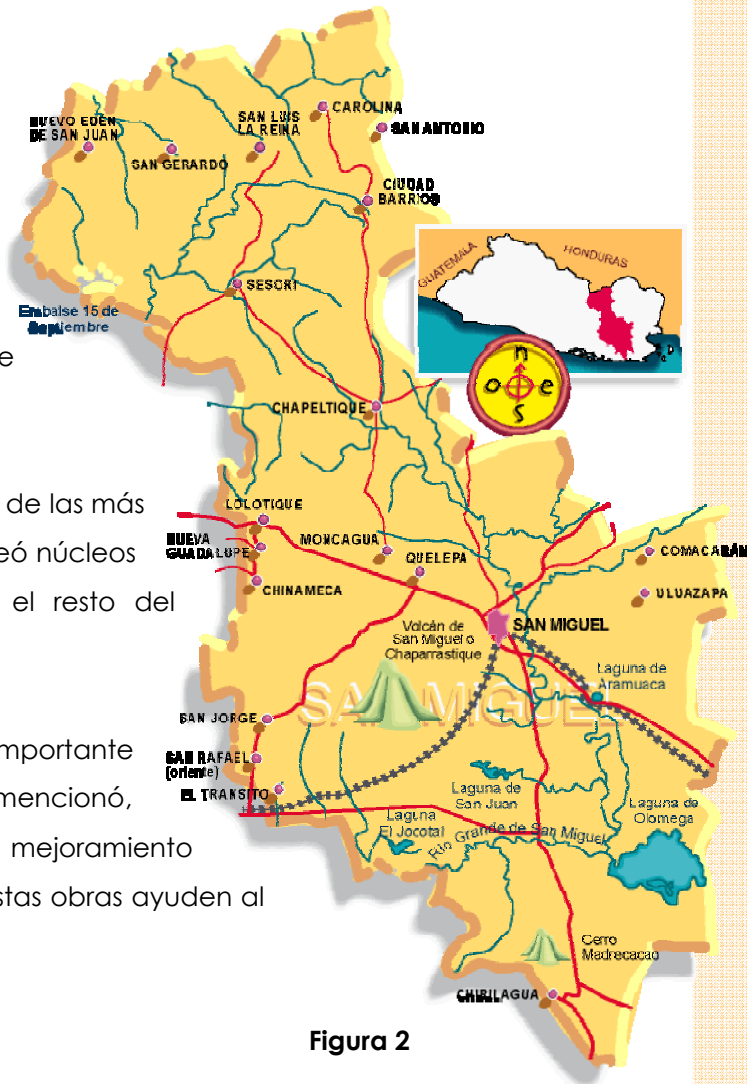 CAROLINA
NUEVO EDEN
DE SAN JUAN
SAN LUIS
LA REINA
SAN ANTONIO
SAN GERARDO
CIUDAD
BARRIOS
GUATEMALA
HONDURAS
SESORI
Embalse 15 de
n
o e
s
e
CHAPELTIQUE
de las más
LOLOTIQUE
eó núcleos
NUEVA
GUADALUPE
MONCAGUA
QUELEPA
COMACARÁN
CHINAMECA
ULUAZAPA
el resto del
Volcán de
San Miguel o
Chaparrastique
SAN MIGUEL
Laguna de
Aramuaca
SAN MIGUEL
SAN JORGE
mportante
SAN RAFAEL
(oriente)
mencionó,
EL TRANSITO
Laguna de
San Juan
Laguna de
Olomega
Laguna
El Jocotal
Río Grande de San Miguel
mejoramiento
stas obras ayuden al
Cerro
Madrecacao
Figura 2